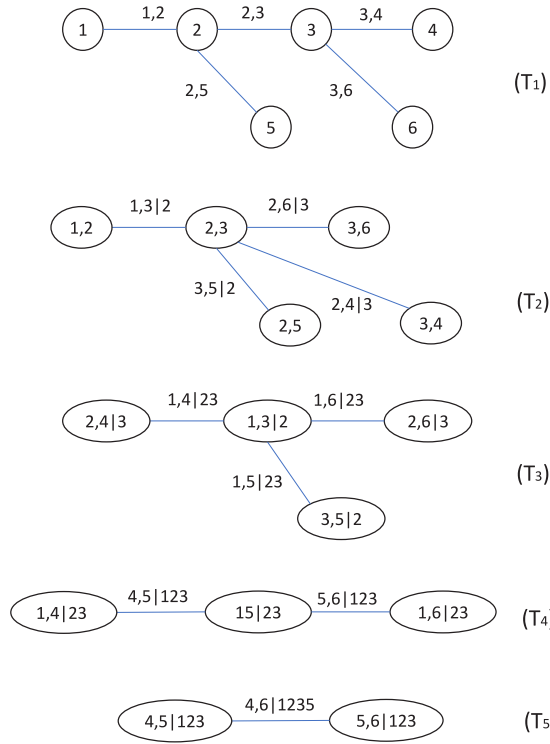 1,2 2,3 3,4
1 2 3 4
2,5 3,6 (T1)
5 6
1,3|2 2,6|3
1,2 2,3 3,6
3,5|2 2,4|3 (T2)
2,5 3,4
1,4|23 1,6|23
2,4|3 1,3|2 2,6|3
1,5|23 (T3)
3,5|2
4,5|123 5,6|123
1,4|23 15|23 1,6|23 (T4)
4,6|1235
4,5|123 5,6|123 (T5